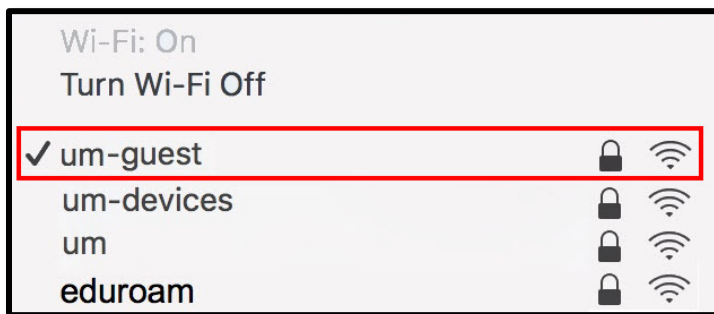 Wi-Fi: On
Turn Wi-Fi Off
✓ um-guest
um-devices
um
eduroam